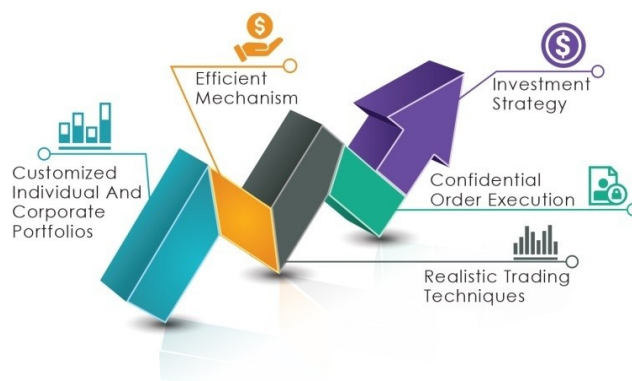 Efficient
Mechanism
Investment
Strategy
Customized
Individual And
Corporate
Portfolios
Confidential
Order Execution
Realistic Trading
Techniques